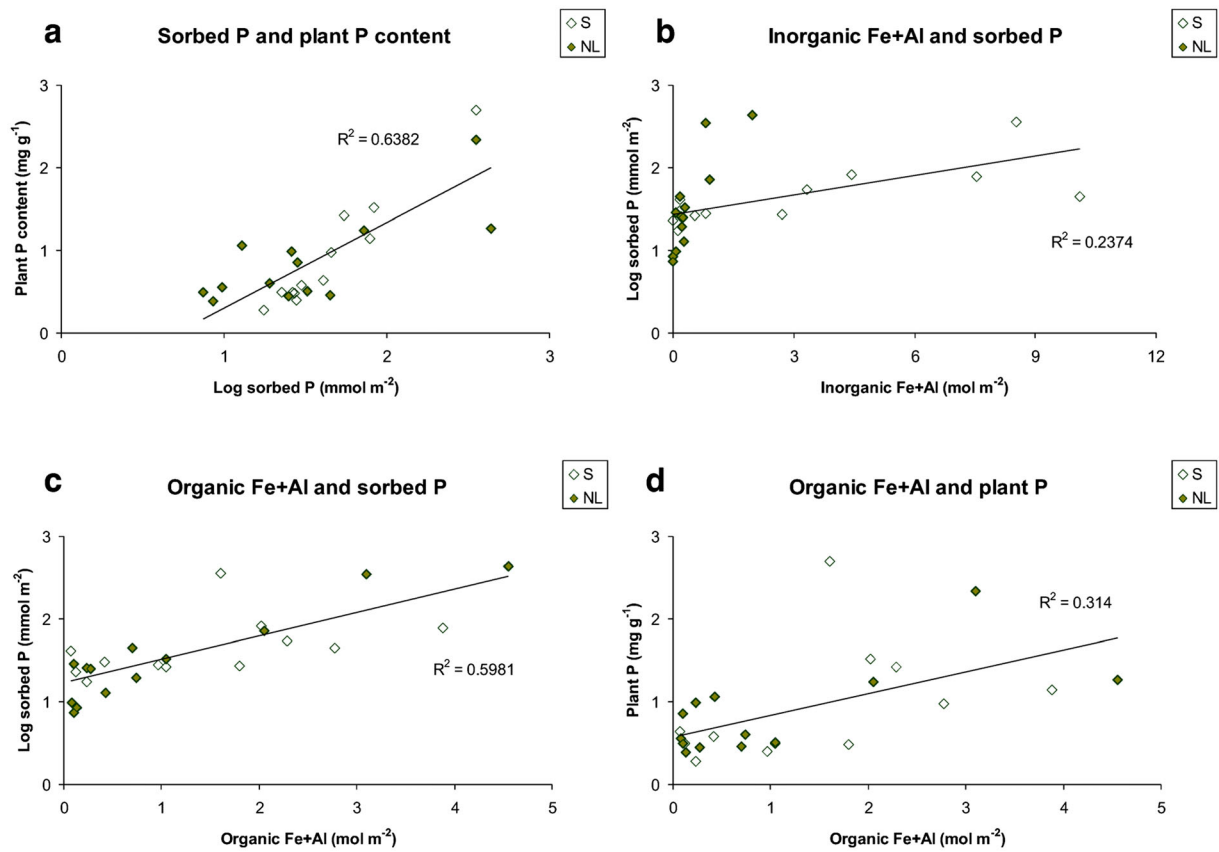 a
Sorbed P and plant P content
S
NL
3
2
1
0
Plant P content (mg g⁻¹)
R² = 0.6382
0 1 2 3
Log sorbed P (mmol m⁻²)
b
Inorganic Fe+Al and sorbed P
S
NL
3
2
1
0
Log sorbed P (mmol m⁻²)
R² = 0.2374
0 3 6 9 12
Inorganic Fe+Al (mol m⁻²)
c
Organic Fe+Al and sorbed P
S
NL
3
2
1
0
Log sorbed P (mmol m⁻²)
R² = 0.5981
0 1 2 3 4 5
Organic Fe+Al (mol m⁻²)
d
Organic Fe+Al and plant P
S
NL
3
2
1
0
Plant P (mg g⁻¹)
R² = 0.314
0 1 2 3 4 5
Organic Fe+Al (mol m⁻²)